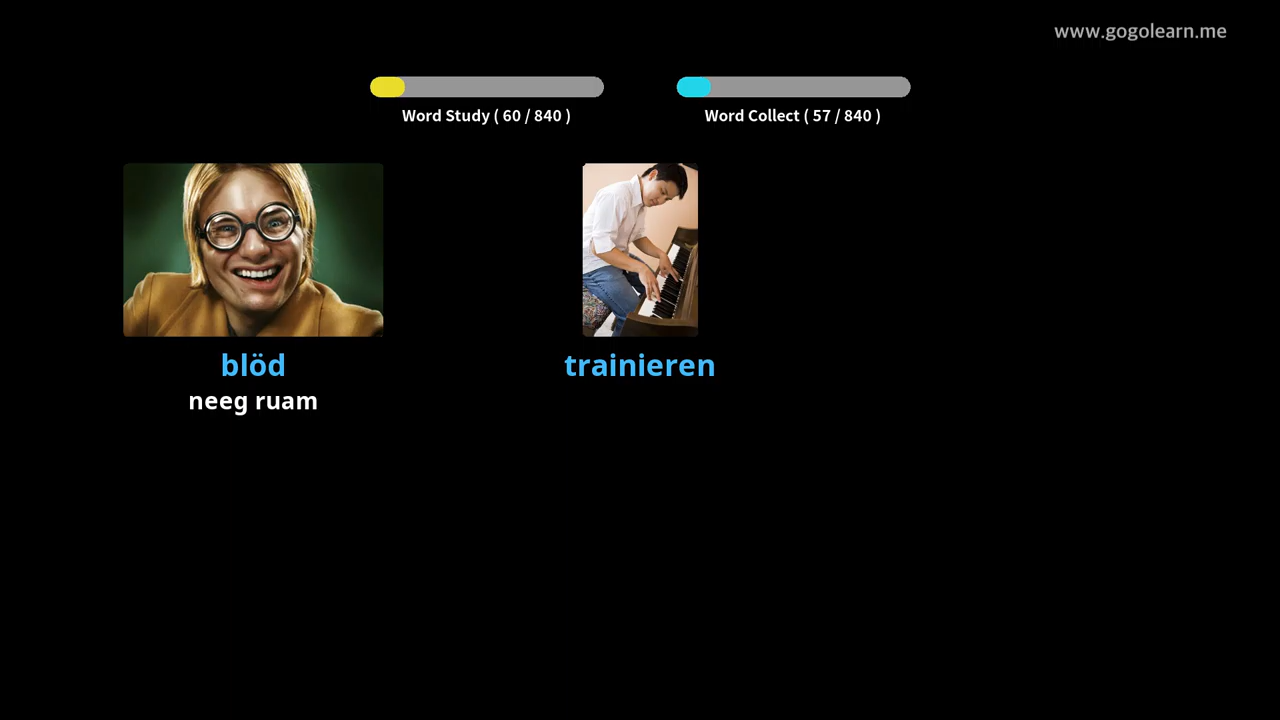 www.gogolearn.me
Word Study ( 60 / 840 )
Word Collect ( 57 / 840 )
blöd
neeg ruam
trainieren